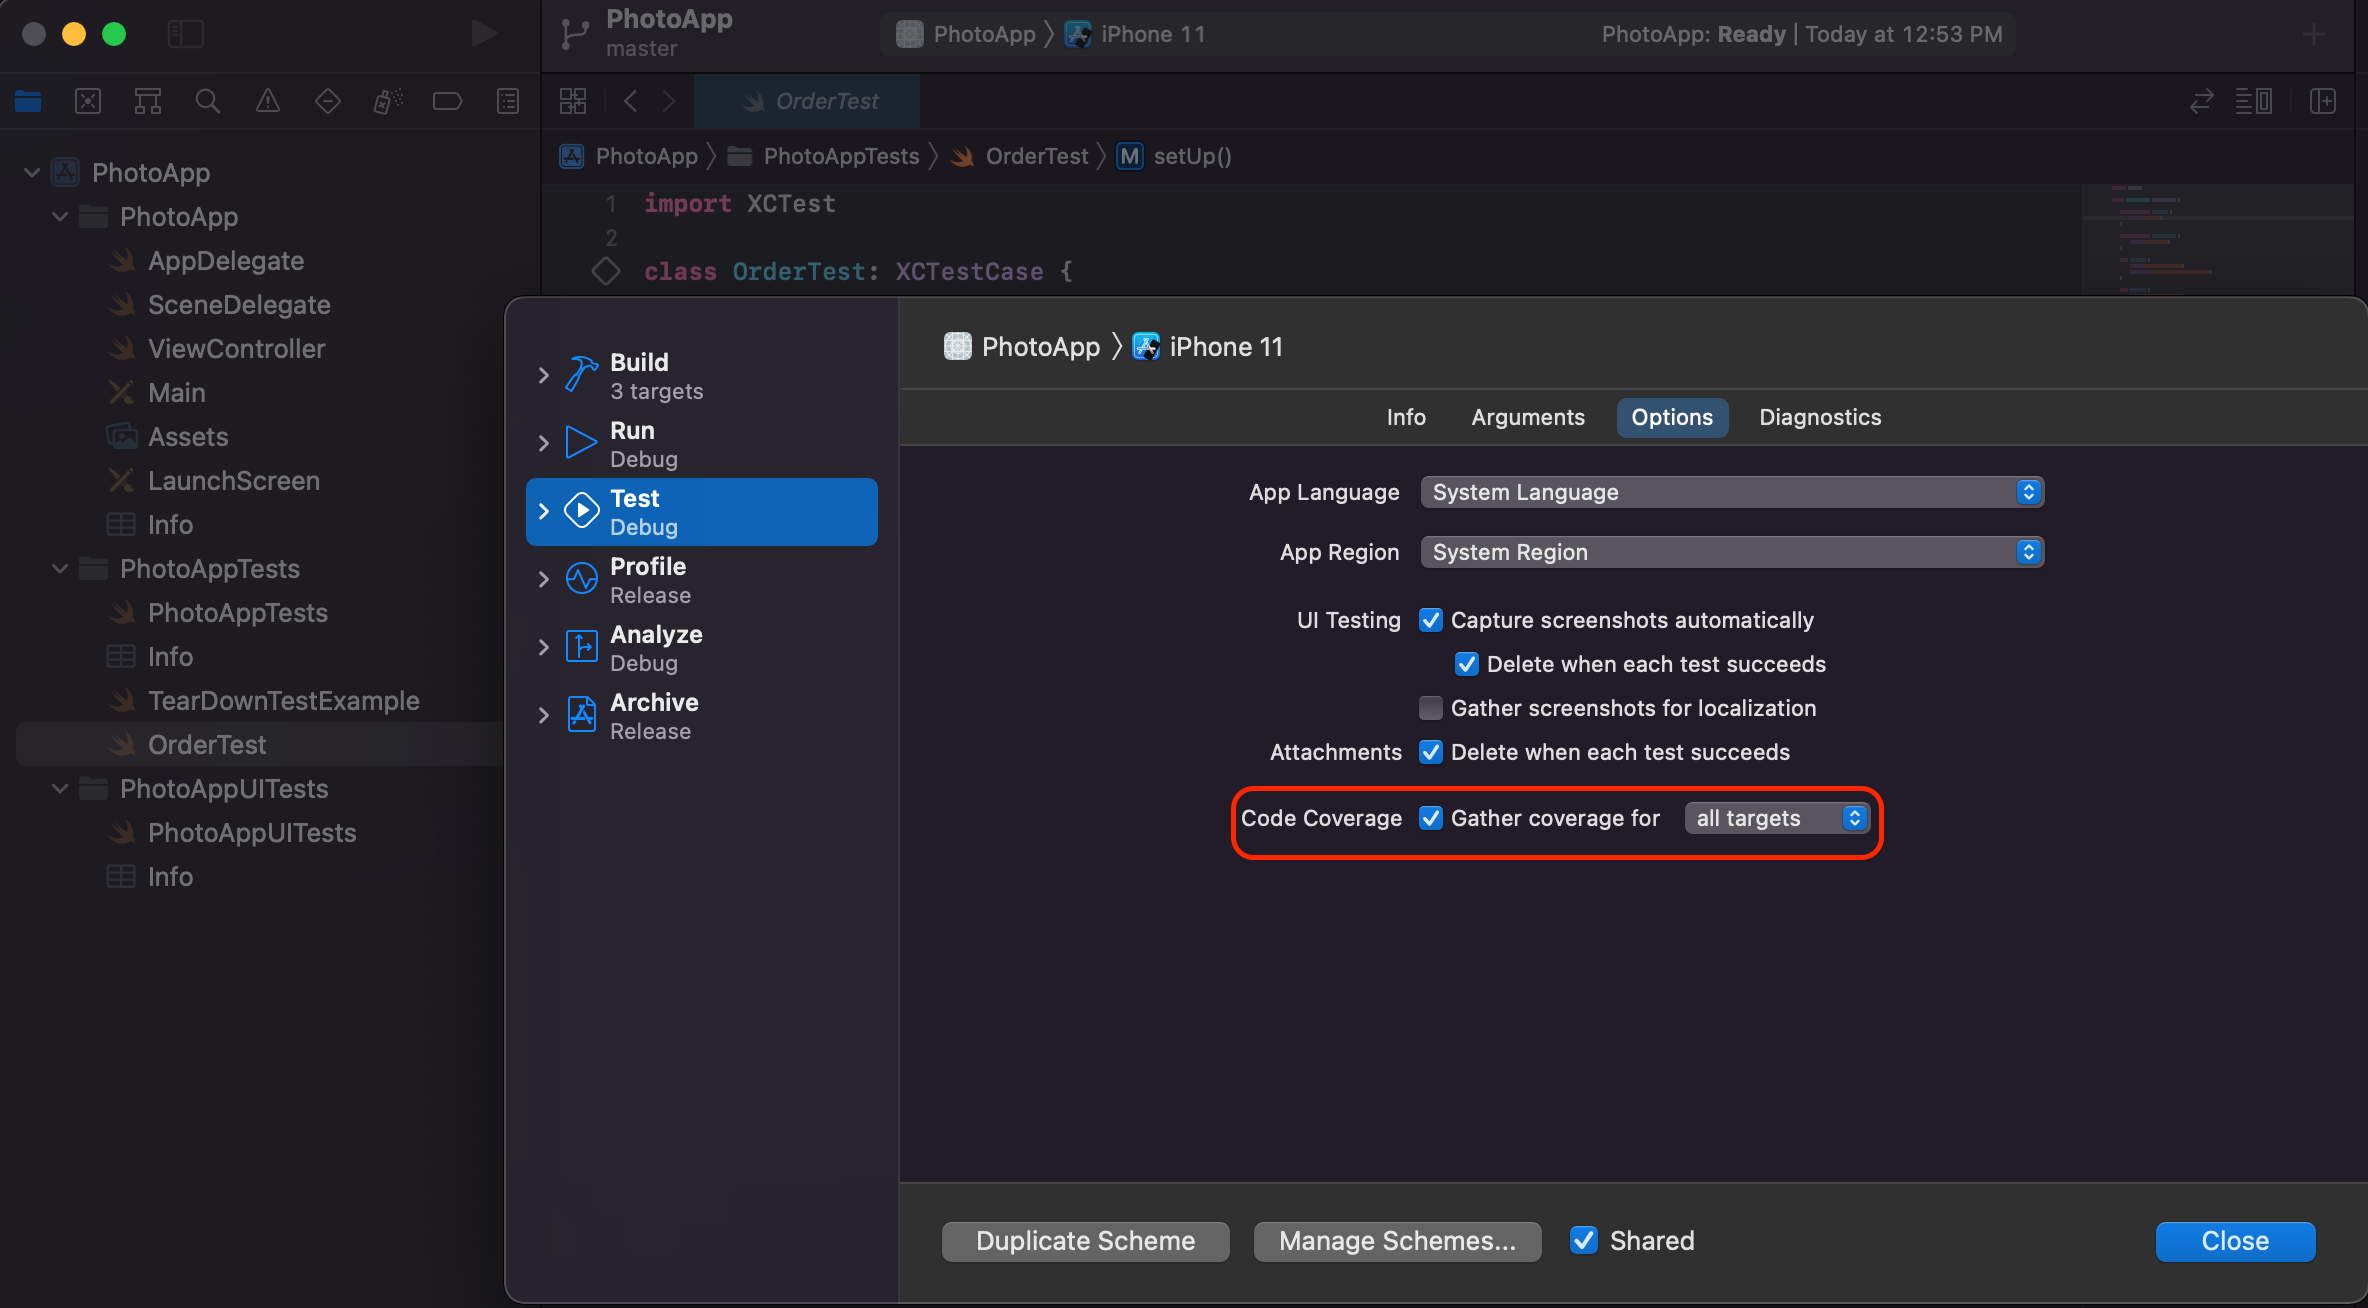 PhotoApp
master
PhotoApp iPhone 11
PhotoApp: Ready | Today at 12:53 PM
OrderTest
PhotoApp PhotoAppTests OrderTest M setUp()
PhotoApp
PhotoApp
AppDelegate
SceneDelegate
ViewController
Main
Assets
LaunchScreen
Info
PhotoAppTests
PhotoAppTests
Info
TearDownTestExample
OrderTest
PhotoAppUITests
PhotoAppUITests
Info
1 import XCTest
2
class OrderTest: XCTestCase {
Build
3 targets
Run
Debug
Test
Debug
Profile
Release
Analyze
Debug
Archive
Release
PhotoApp iPhone 11
Info Arguments Options Diagnostics
App Language System Language
App Region System Region
UI Testing Capture screenshots automatically
Delete when each test succeeds
Gather screenshots for localization
Attachments Delete when each test succeeds
Code Coverage Gather coverage for all targets
Duplicate Scheme Manage Schemes... Shared Close